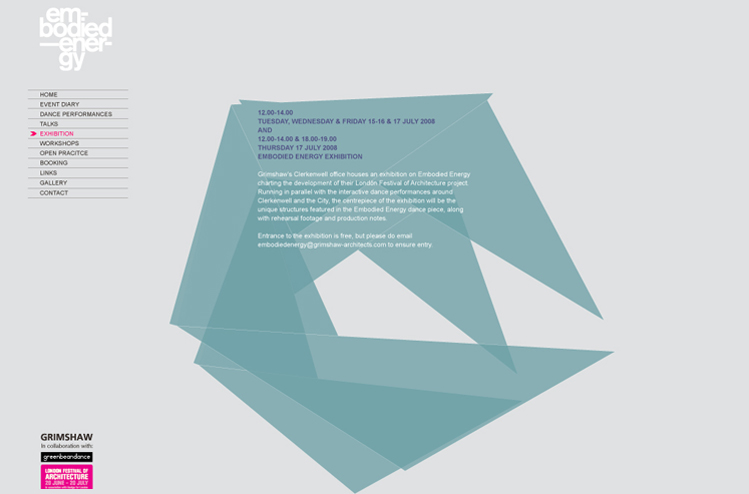 em-
bodied
—ener-
gy
HOME
EVENT DIARY
DANCE PERFORMANCES
TALKS
EXHIBITION
WORKSHOPS
OPEN PRACITCE
BOOKING
LINKS
GALLERY
CONTACT
12.00-14.00
TUESDAY, WEDNESDAY & FRIDAY 15-16 & 17 JULY 2008
AND
12.00-14.00 & 18.00-19.00
THURSDAY 17 JULY 2008
EMBODIED ENERGY EXHIBITION
Grimshaw's Clerkenwell office houses an exhibition on Embodied Energy
charting the development of their London Festival of Architecture project.
Running in parallel with the interactive dance performances around
Clerkenwell and the City, the centrepiece of the exhibition will be the
unique structures featured in the Embodied Energy dance piece, along
with rehearsal footage and production notes.
Entrance to the exhibition is free, but please do email
embodiedenergy@grimshaw-architects.com to ensure entry.
GRIMSHAW
In collaboration with:
greenbeandance
LONDON FESTIVAL OF
ARCHITECTURE
20 JUNE - 20 JULY